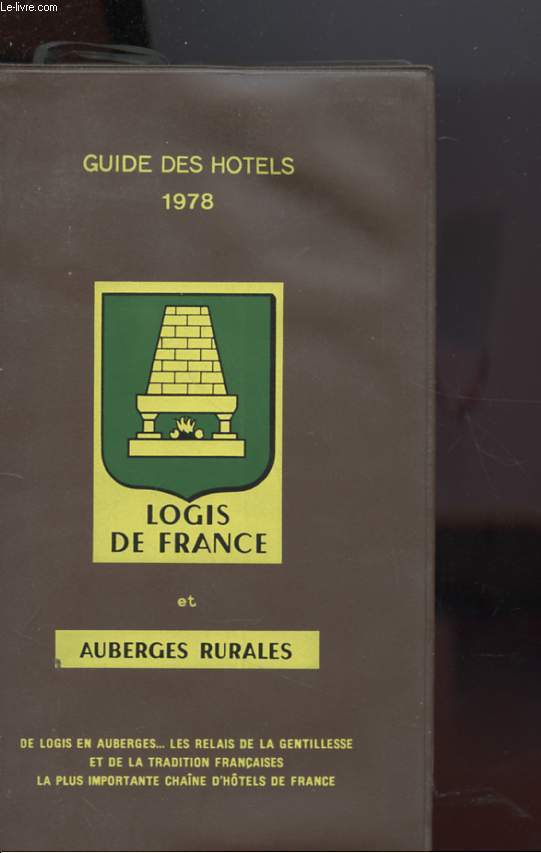 Le-livre.com
GUIDE DES HOTELS
1978
LOGIS
DE FRANCE
et
AUBERGES RURALES
DE LOGIS EN AUBERGES... LES RELAIS DE LA GENTILLESSE
ET DE LA TRADITION FRANÇAISES
LA PLUS IMPORTANTE CHAÎNE D'HÔTELS DE FRANCE